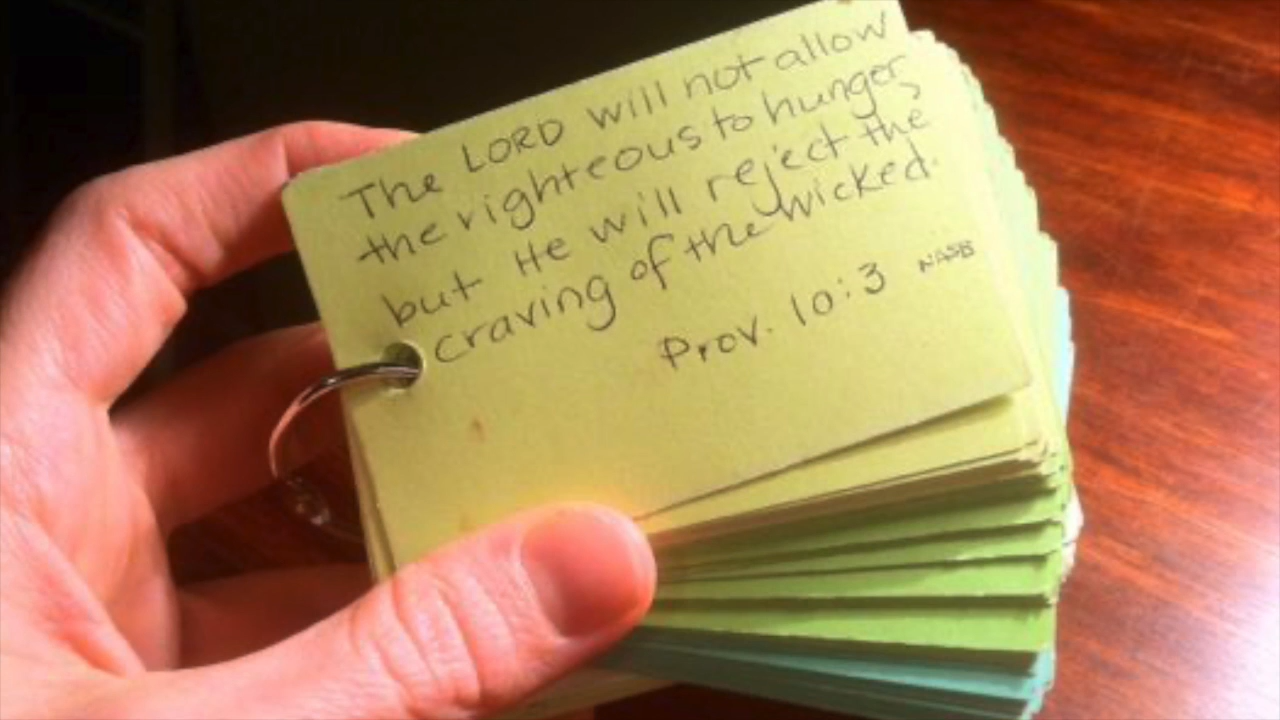 The LORD will not allow
the righteous to hunger,
but He will reject the
craving of the wicked.
Prov. 10:3 NASB